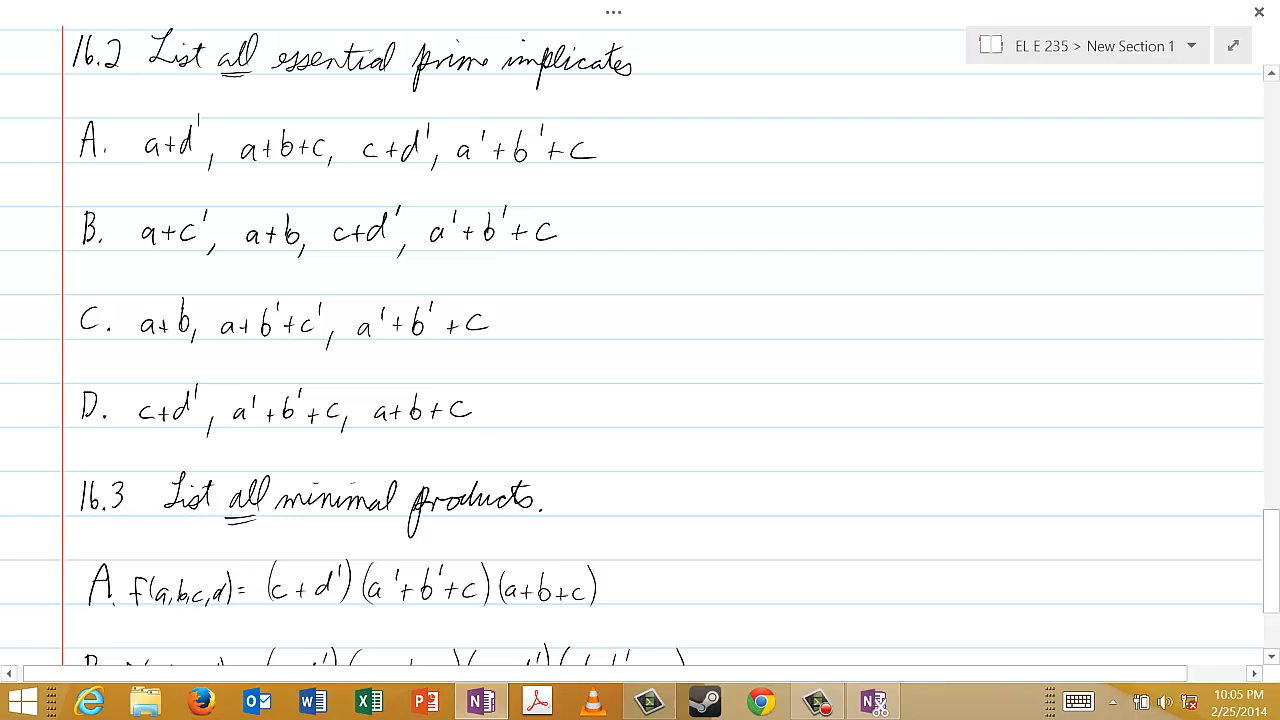 EL E 235 > New Section 1
16.2 List all essential prime implicates
A. a+d', a+b+c, c+d', a'+b'+c
B. a+c', a+b, c+d', a'+b'+c
C. a+b, a+b'+c', a'+b'+c
D. c+d', a'+b'+c, a+b+c
16.3 List all minimal products.
A. f(a,b,c,d) = (c+d')(a'+b'+c)(a+b+c)
10:05 PM
2/25/2014